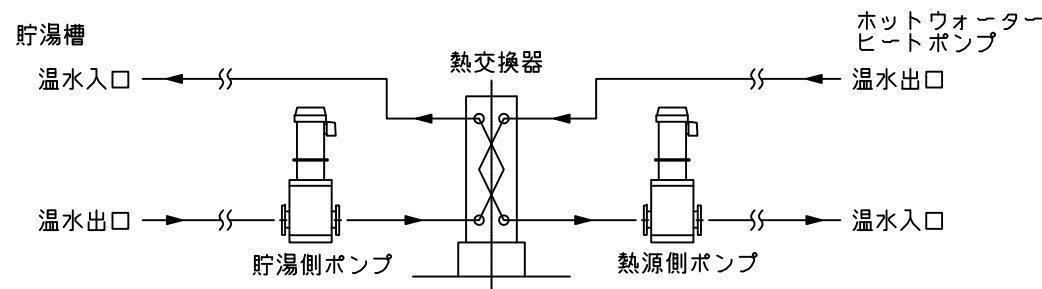 貯湯槽
ホットウォーター
ヒートポンプ
温水入口
熱交換器
温水出口
温水出口
温水入口
貯湯側ポンプ
熱源側ポンプ